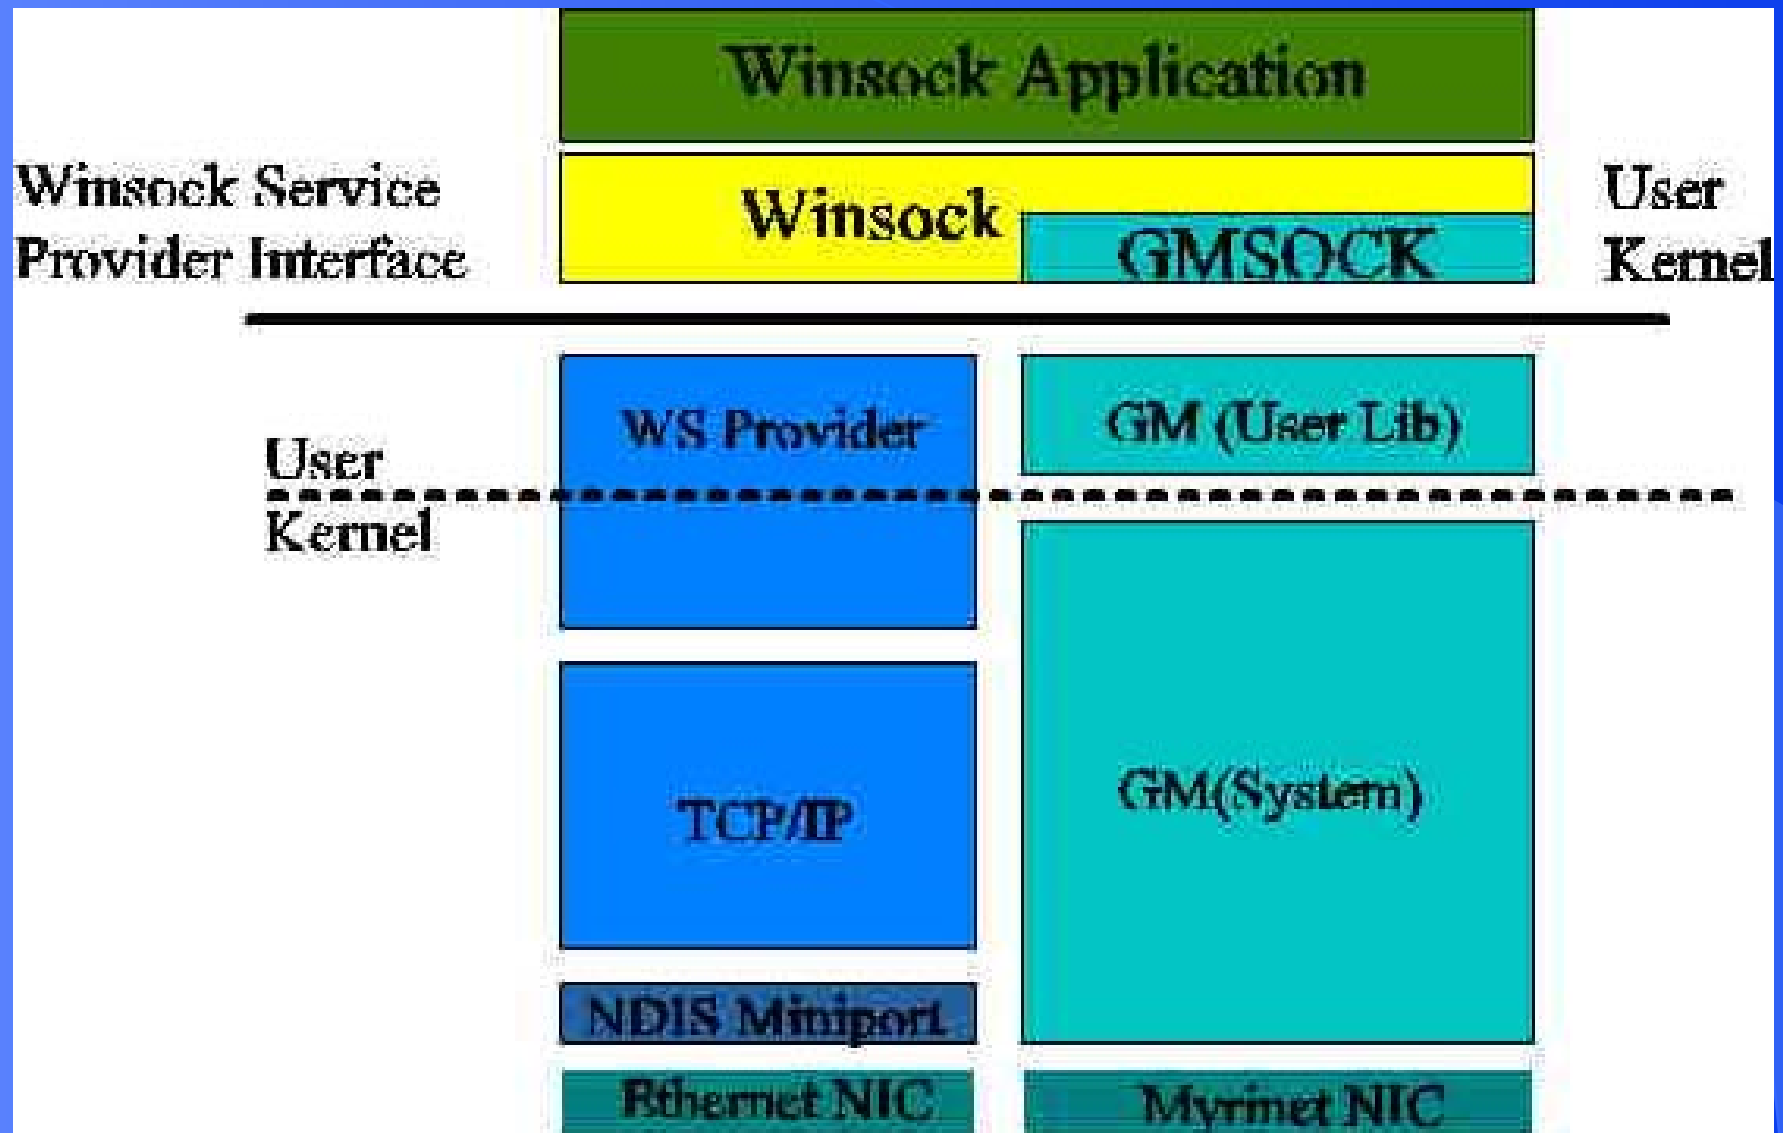 Winsock Application
Winsock Service
Provider Interface
Winsock
GMSOCK
User
Kernel
WS Provider
GM (User Lib)
User
Kernel
TCP/IP
GM(System)
NDIS Miniport
Ethernet NIC
Myrinet NIC